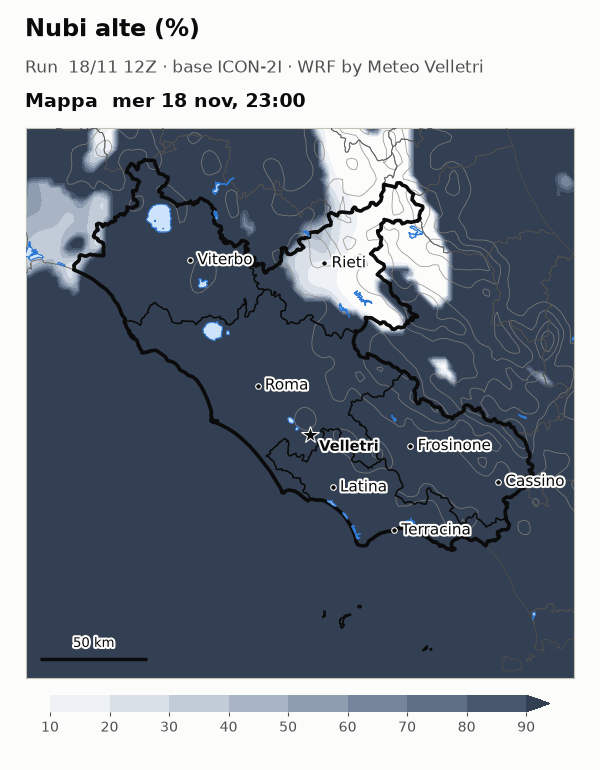 Nubi alte (%)
Run 18/11 12Z · base ICON-2I · WRF by Meteo Velletri
Mappa mer 18 nov, 23:00
Viterbo
Rieti
Roma
Velletri
Frosinone
Cassino
Latina
Terracina
50 km
10 20 30 40 50 60 70 80 90